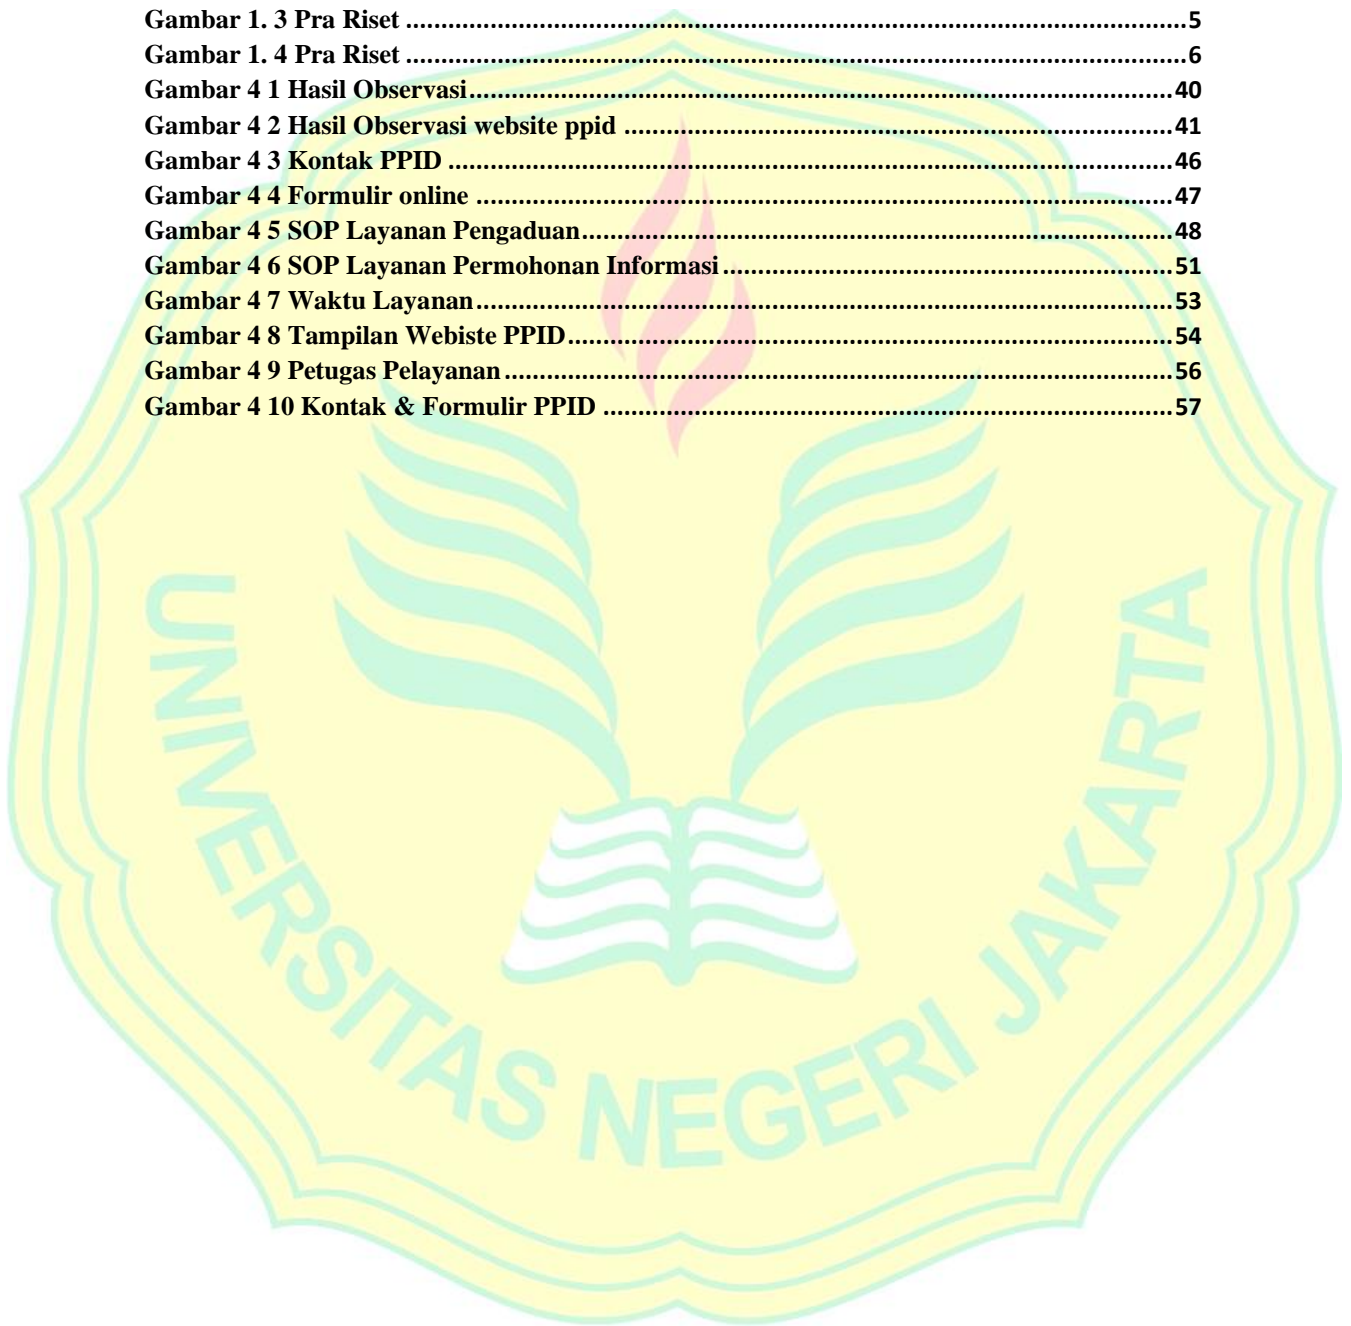 Gambar 1. 3 Pra Riset ........................................................................................................ 5
Gambar 1. 4 Pra Riset ........................................................................................................ 6
Gambar 4 1 Hasil Observasi ........................................................................................................ 40
Gambar 4 2 Hasil Observasi website ppid ........................................................................................................ 41
Gambar 4 3 Kontak PPID ........................................................................................................ 46
Gambar 4 4 Formulir online ........................................................................................................ 47
Gambar 4 5 SOP Layanan Pengaduan ........................................................................................................ 48
Gambar 4 6 SOP Layanan Permohonan Informasi ........................................................................................................ 51
Gambar 4 7 Waktu Layanan ........................................................................................................ 53
Gambar 4 8 Tampilan Webiste PPID ........................................................................................................ 54
Gambar 4 9 Petugas Pelayanan ........................................................................................................ 56
Gambar 4 10 Kontak & Formulir PPID ........................................................................................................ 57
UNIVERSITAS NEGERI JAKARTA